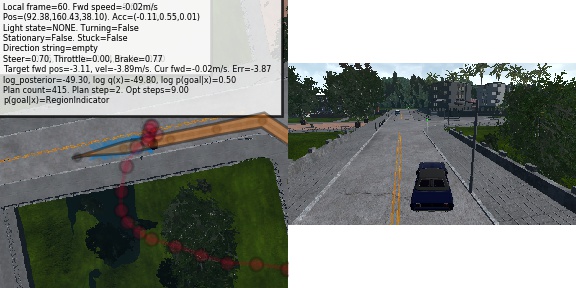 Local frame=60. Fwd speed=-0.02m/s
Pos=(92.38,160.43,38.10). Acc=(-0.11,0.55,0.01)
Light state=NONE. Turning=False
Stationary=False. Stuck=False
Direction string=empty
Steer=0.70, Throttle=0.00, Brake=0.77
Target fwd pos=-3.11, vel=-3.89m/s. Cur fwd=-0.02m/s. Err=-3.87
log_posterior=-49.30, log q(x)=-49.80, log p(goal|x)=0.50
Plan count=415. Plan step=2. Opt steps=9.00
p(goal|x)=RegionIndicator